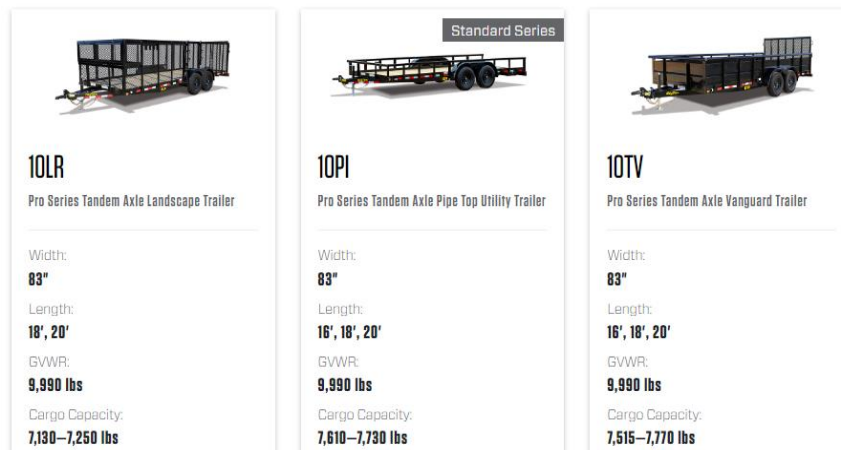 Standard Series
10LR
Pro Series Tandem Axle Landscape Trailer
Width:
83"
Length:
18', 20'
GVWR:
9,990 lbs
Cargo Capacity:
7,130—7,250 lbs
10PI
Pro Series Tandem Axle Pipe Top Utility Trailer
Width:
83"
Length:
16', 18', 20'
GVWR:
9,990 lbs
Cargo Capacity:
7,610—7,730 lbs
10TV
Pro Series Tandem Axle Vanguard Trailer
Width:
83"
Length:
16', 18', 20'
GVWR:
9,990 lbs
Cargo Capacity:
7,515—7,770 lbs